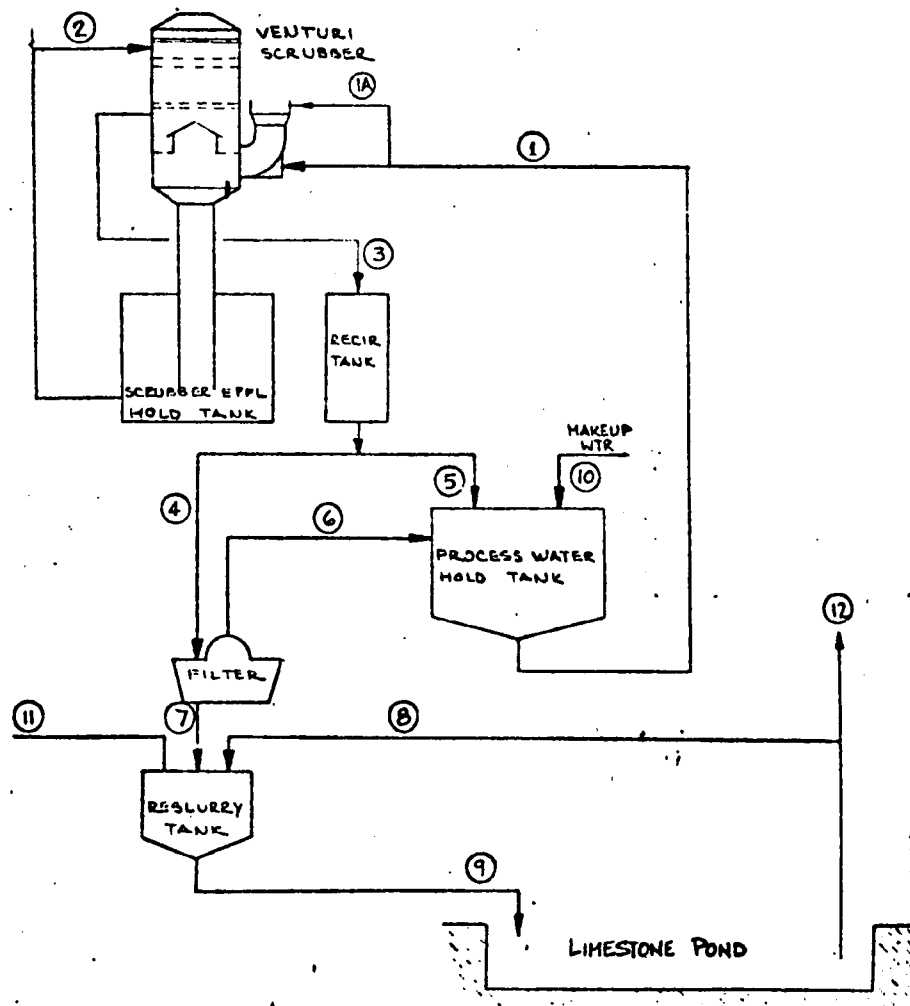 2
VENTURI
SCRUBBER
1A
1
3
RECIR
TANK
SCRUBBER EFFL
HOLD TANK
MAKEUP
WTR
5
10
4
6
PROCESS WATER
HOLD TANK
12
FILTER
11
7
8
RESLURRY
TANK
9
LIMESTONE POND